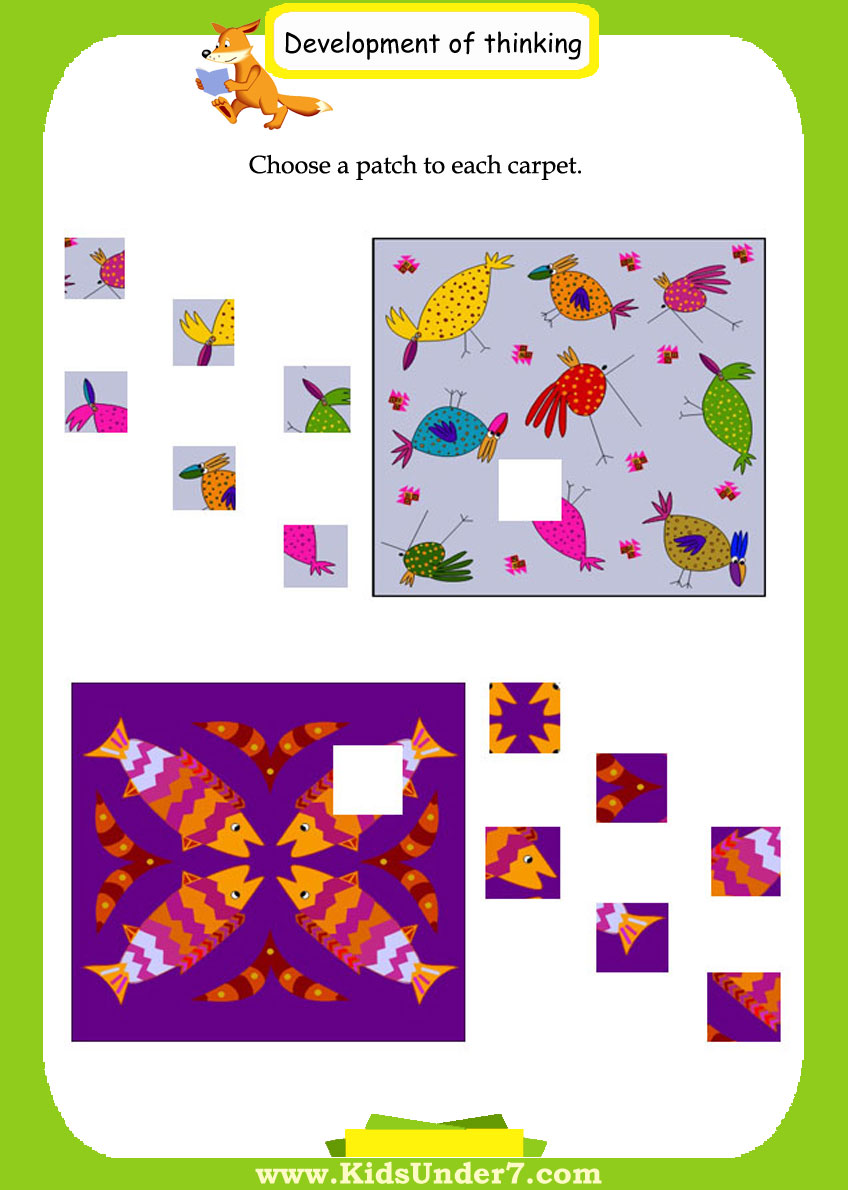 Development of thinking
Choose a patch to each carpet.
www.KidsUnder7.com